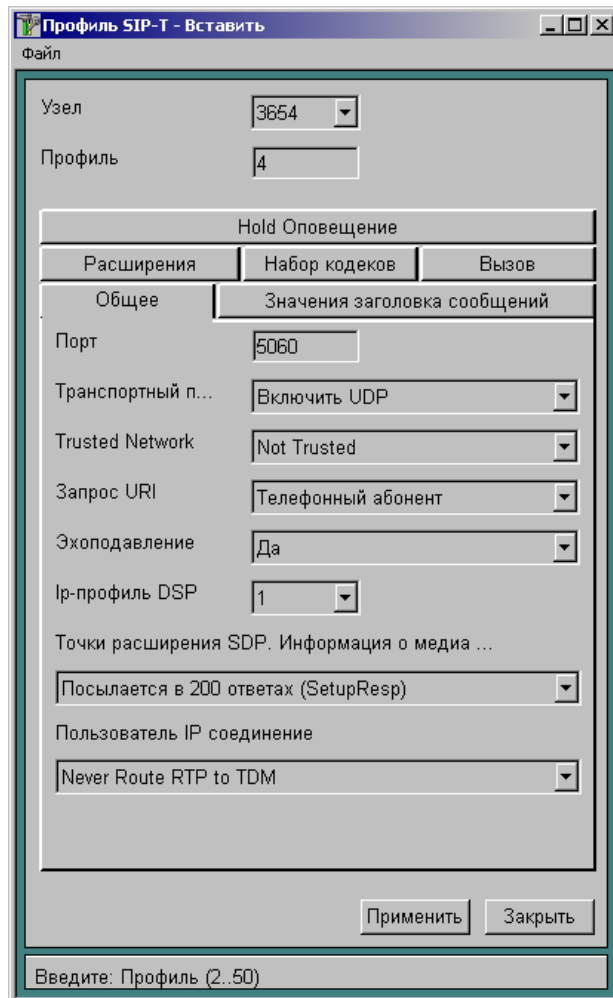 Профиль SIP-T - Вставить
Файл
Узел 3654
Профиль 4
Hold Оповещение
Расширения Набор кодеков Вызов
Общее Значения заголовка сообщений
Порт 5060
Транспортный п... Включить UDP
Trusted Network Not Trusted
Запрос URI Телефонный абонент
Эхоподавление Да
Ip-профиль DSP 1
Точки расширения SDP. Информация о медиа ...
Посылается в 200 ответах (SetupResp)
Пользователь IP соединение
Never Route RTP to TDM
Применить Закрыть
Введите: Профиль (2..50)